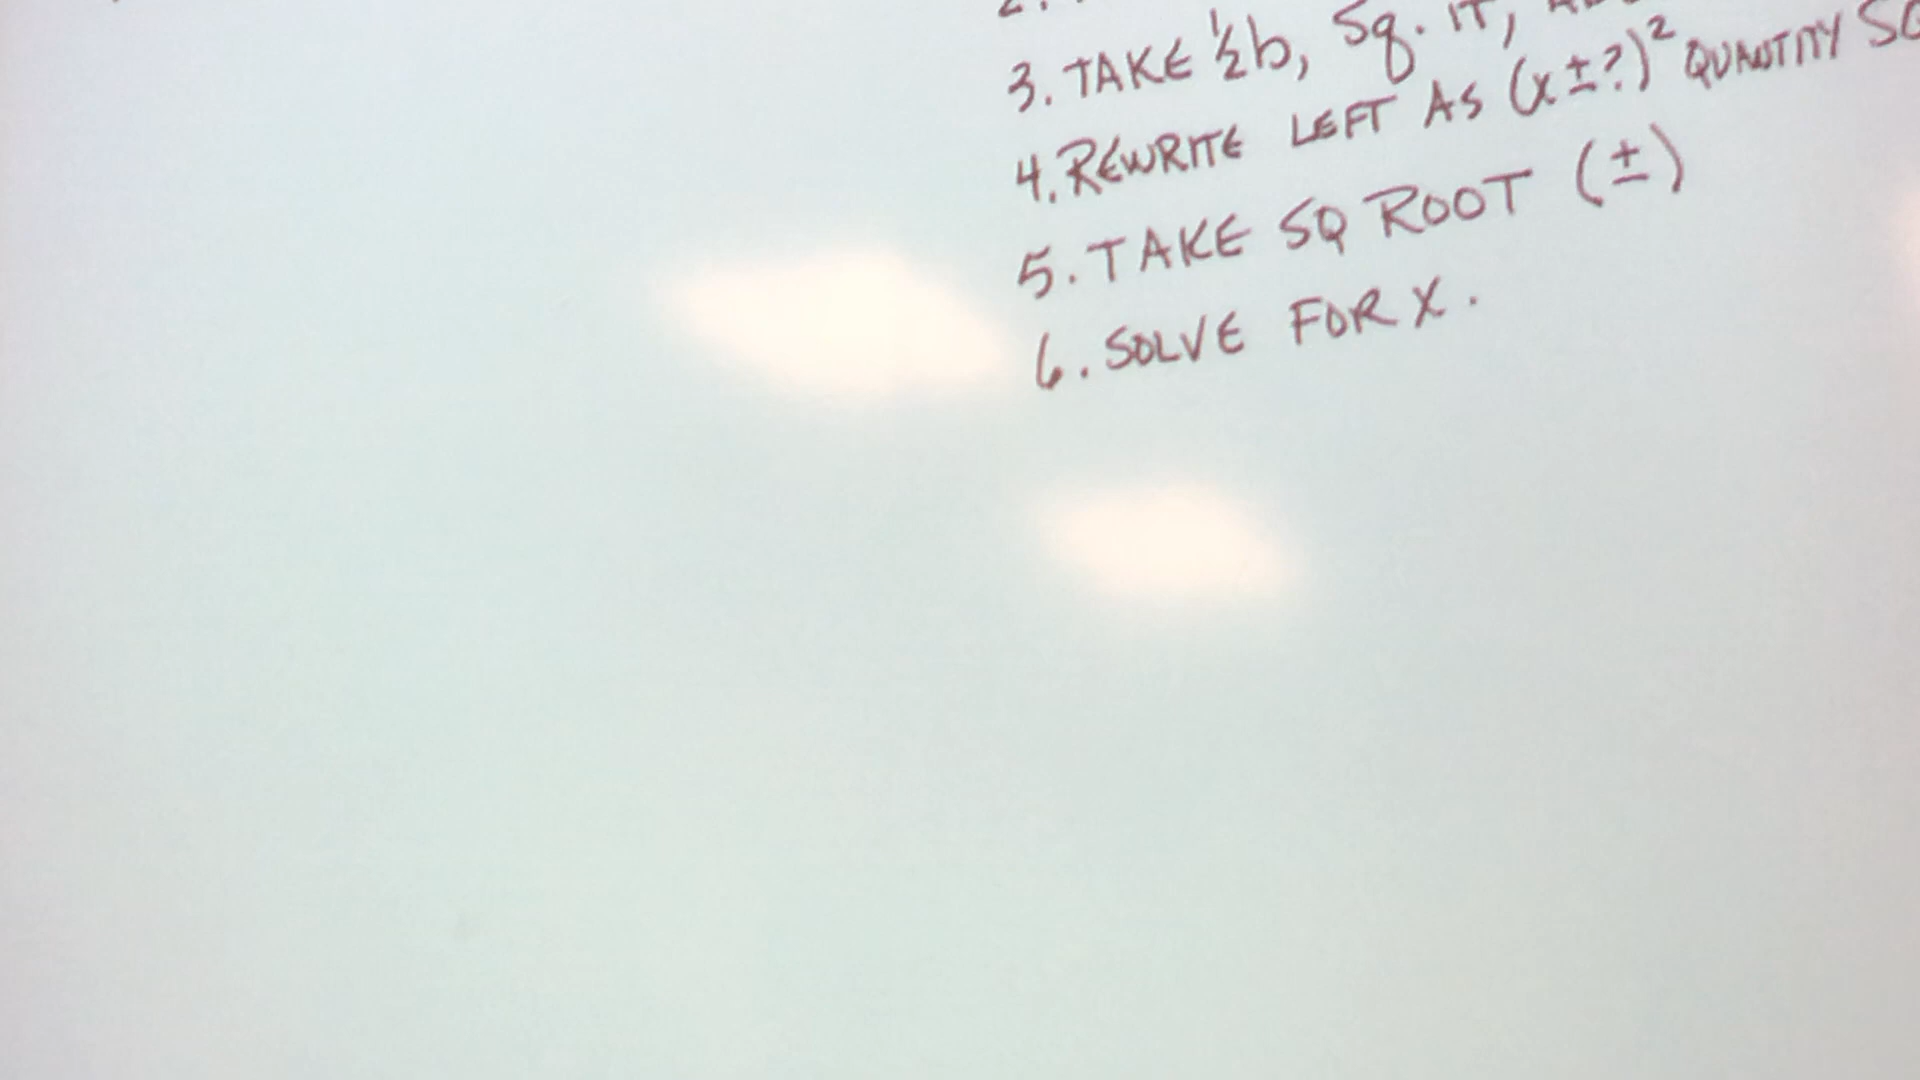 2.
3. TAKE ½b, Sq. IT,
4. REWRITE LEFT AS (x±?)² QUANTITY
5. TAKE SQ ROOT (±)
6. SOLVE FOR X.